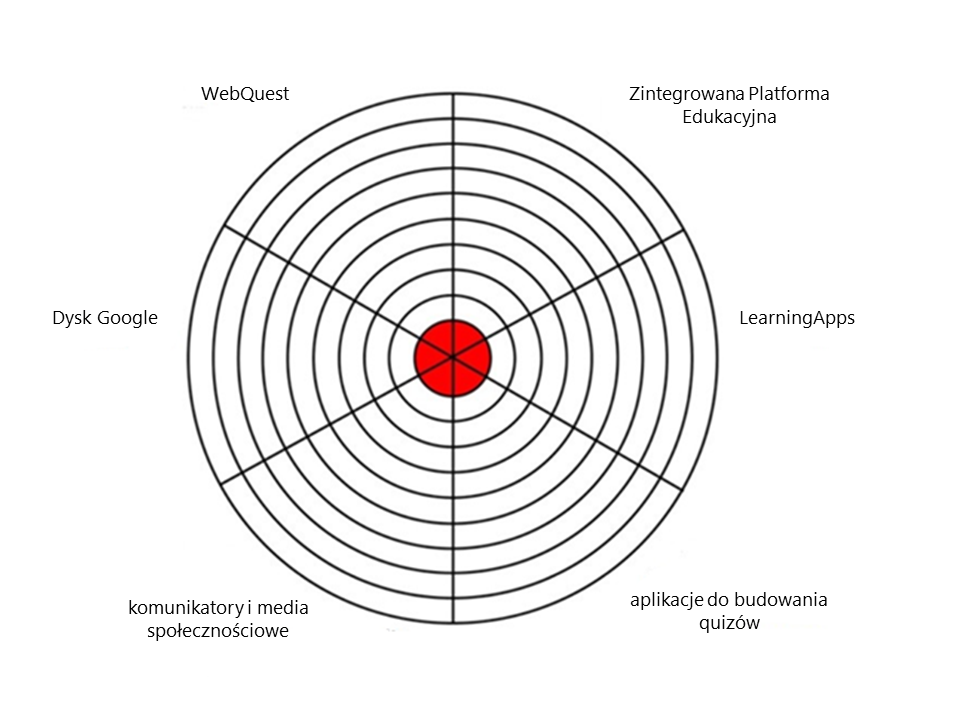 WebQuest
Zintegrowana Platforma
Edukacyjna
Dysk Google
LearningApps
komunikatory i media
społecznościowe
aplikacje do budowania
quizów